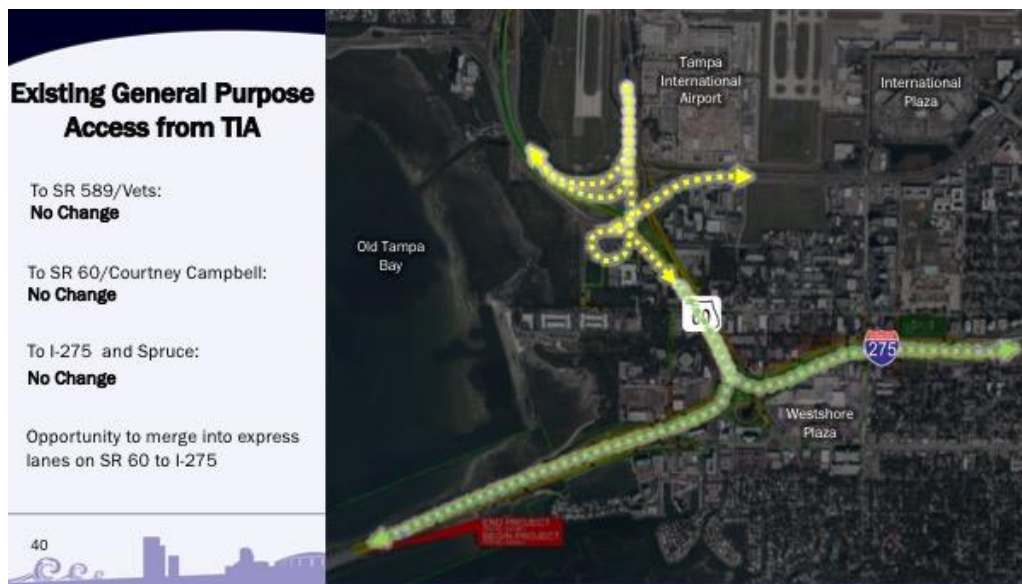 Existing General Purpose
Access from TIA
To SR 589/Vets:
No Change
To SR 60/Courtney Campbell:
No Change
To I-275 and Spruce:
No Change
Opportunity to merge into express
lanes on SR 60 to I-275
40
Tampa
International
Airport
International
Plaza
Old Tampa
Bay
60
275
Westshore
Plaza
END PROJECT
BEGIN PROJECT